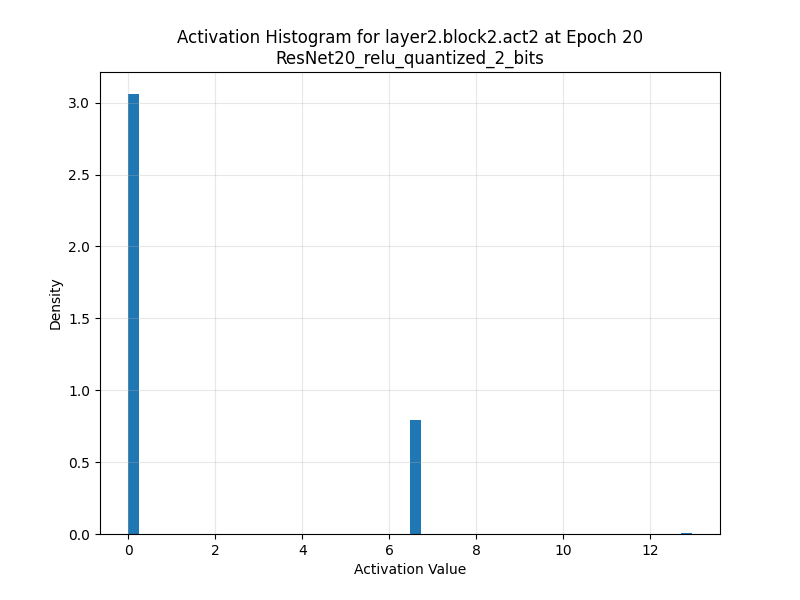 Activation Histogram for layer2.block2.act2 at Epoch 20
ResNet20_relu_quantized_2_bits
3.0
2.5
2.0
1.5
1.0
0.5
0.0
Density
0 2 4 6 8 10 12
Activation Value